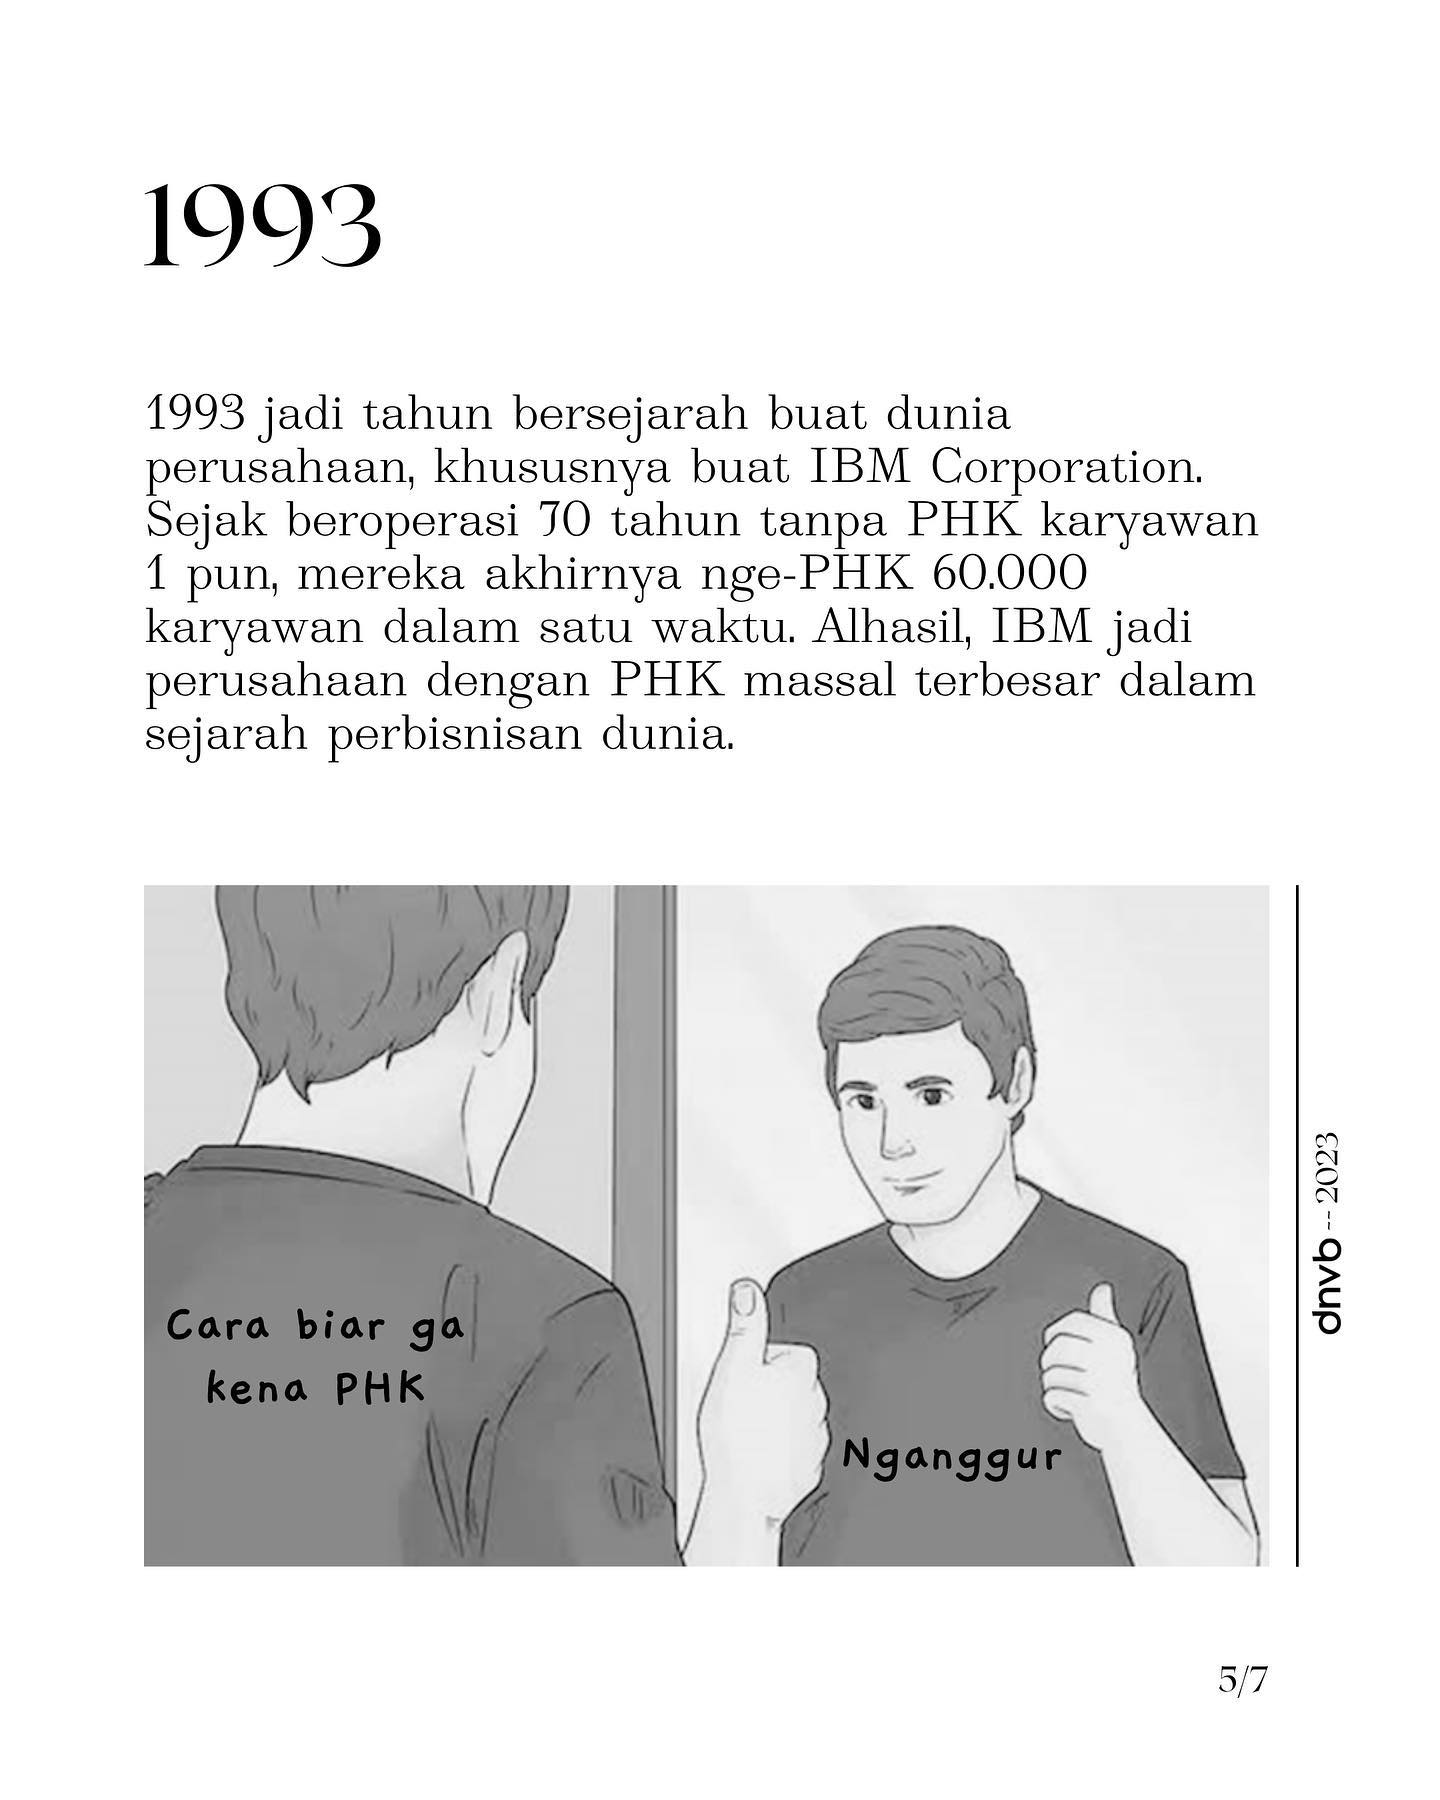 1993
1993 jadi tahun bersejarah buat dunia
perusahaan, khususnya buat IBM Corporation.
Sejak beroperasi 70 tahun tanpa PHK karyawan
1 pun, mereka akhirnya nge-PHK 60.000
karyawan dalam satu waktu. Alhasil, IBM jadi
perusahaan dengan PHK massal terbesar dalam
sejarah perbisnisan dunia.
Cara biar ga
kena PHK
Nganggur
dnvb -- 2023
5/7